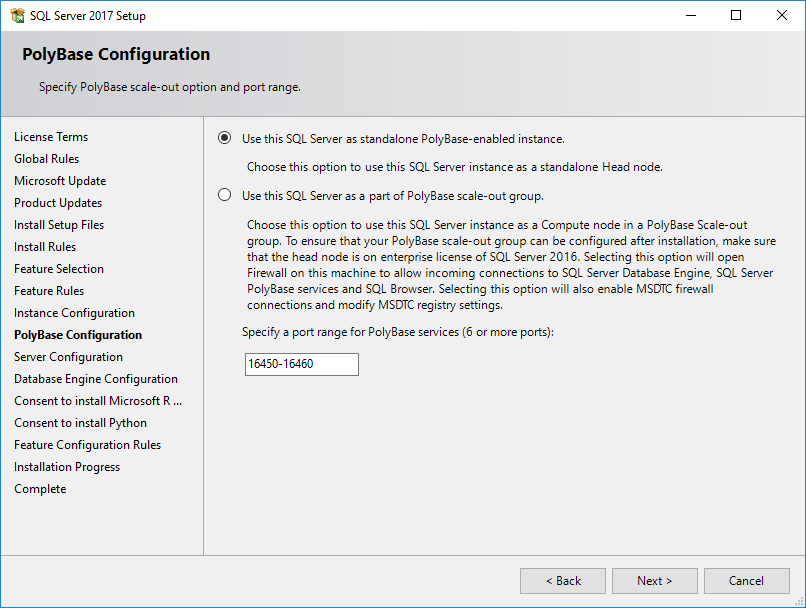 SQL Server 2017 Setup
PolyBase Configuration
Specify PolyBase scale-out option and port range.
License Terms
Global Rules
Microsoft Update
Product Updates
Install Setup Files
Install Rules
Feature Selection
Feature Rules
Instance Configuration
PolyBase Configuration
Server Configuration
Database Engine Configuration
Consent to install Microsoft R ...
Consent to install Python
Feature Configuration Rules
Installation Progress
Complete
Use this SQL Server as standalone PolyBase-enabled instance.
Choose this option to use this SQL Server instance as a standalone Head node.
Use this SQL Server as a part of PolyBase scale-out group.
Choose this option to use this SQL Server instance as a Compute node in a PolyBase Scale-out
group. To ensure that your PolyBase scale-out group can be configured after installation, make sure
that the head node is on enterprise license of SQL Server 2016. Selecting this option will open
Firewall on this machine to allow incoming connections to SQL Server Database Engine, SQL Server
PolyBase services and SQL Browser. Selecting this option will also enable MSDTC firewall
connections and modify MSDTC registry settings.
Specify a port range for PolyBase services (6 or more ports):
16450-16460
< Back
Next >
Cancel